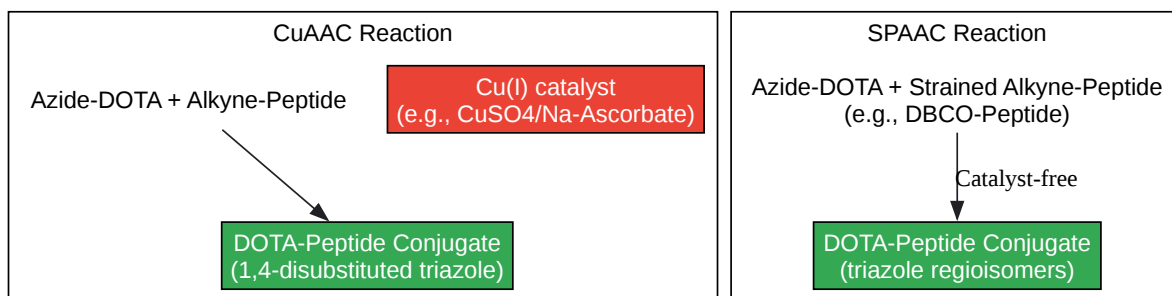 CuAAC Reaction
Azide-DOTA + Alkyne-Peptide
Cu(I) catalyst
(e.g., CuSO4/Na-Ascorbate)
DOTA-Peptide Conjugate
(1,4-disubstituted triazole)
SPAAC Reaction
Azide-DOTA + Strained Alkyne-Peptide
(e.g., DBCO-Peptide)
Catalyst-free
DOTA-Peptide Conjugate
(triazole regioisomers)